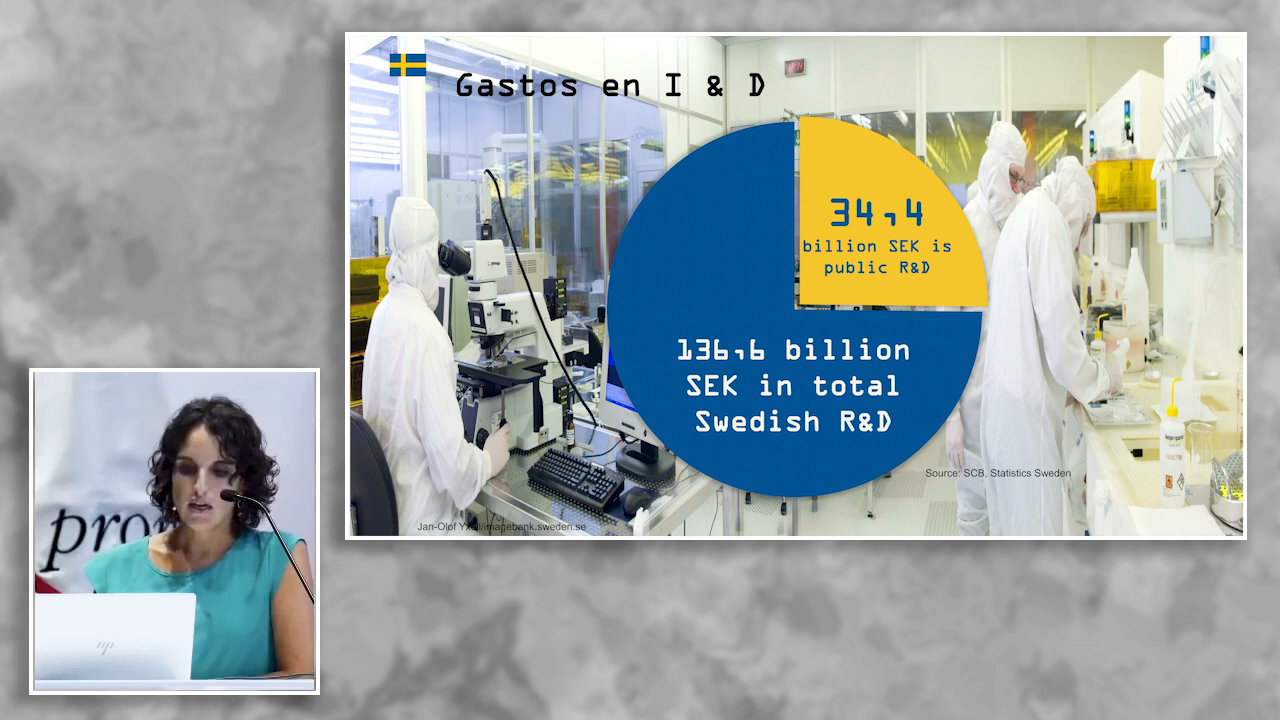 Gastos en I & D
34,4
billion SEK is
public R&D
136,6 billion
SEK in total
Swedish R&D
Source: SCB, Statistics Sweden
Jan-Olof Yxell/imagebank.sweden.se
hp